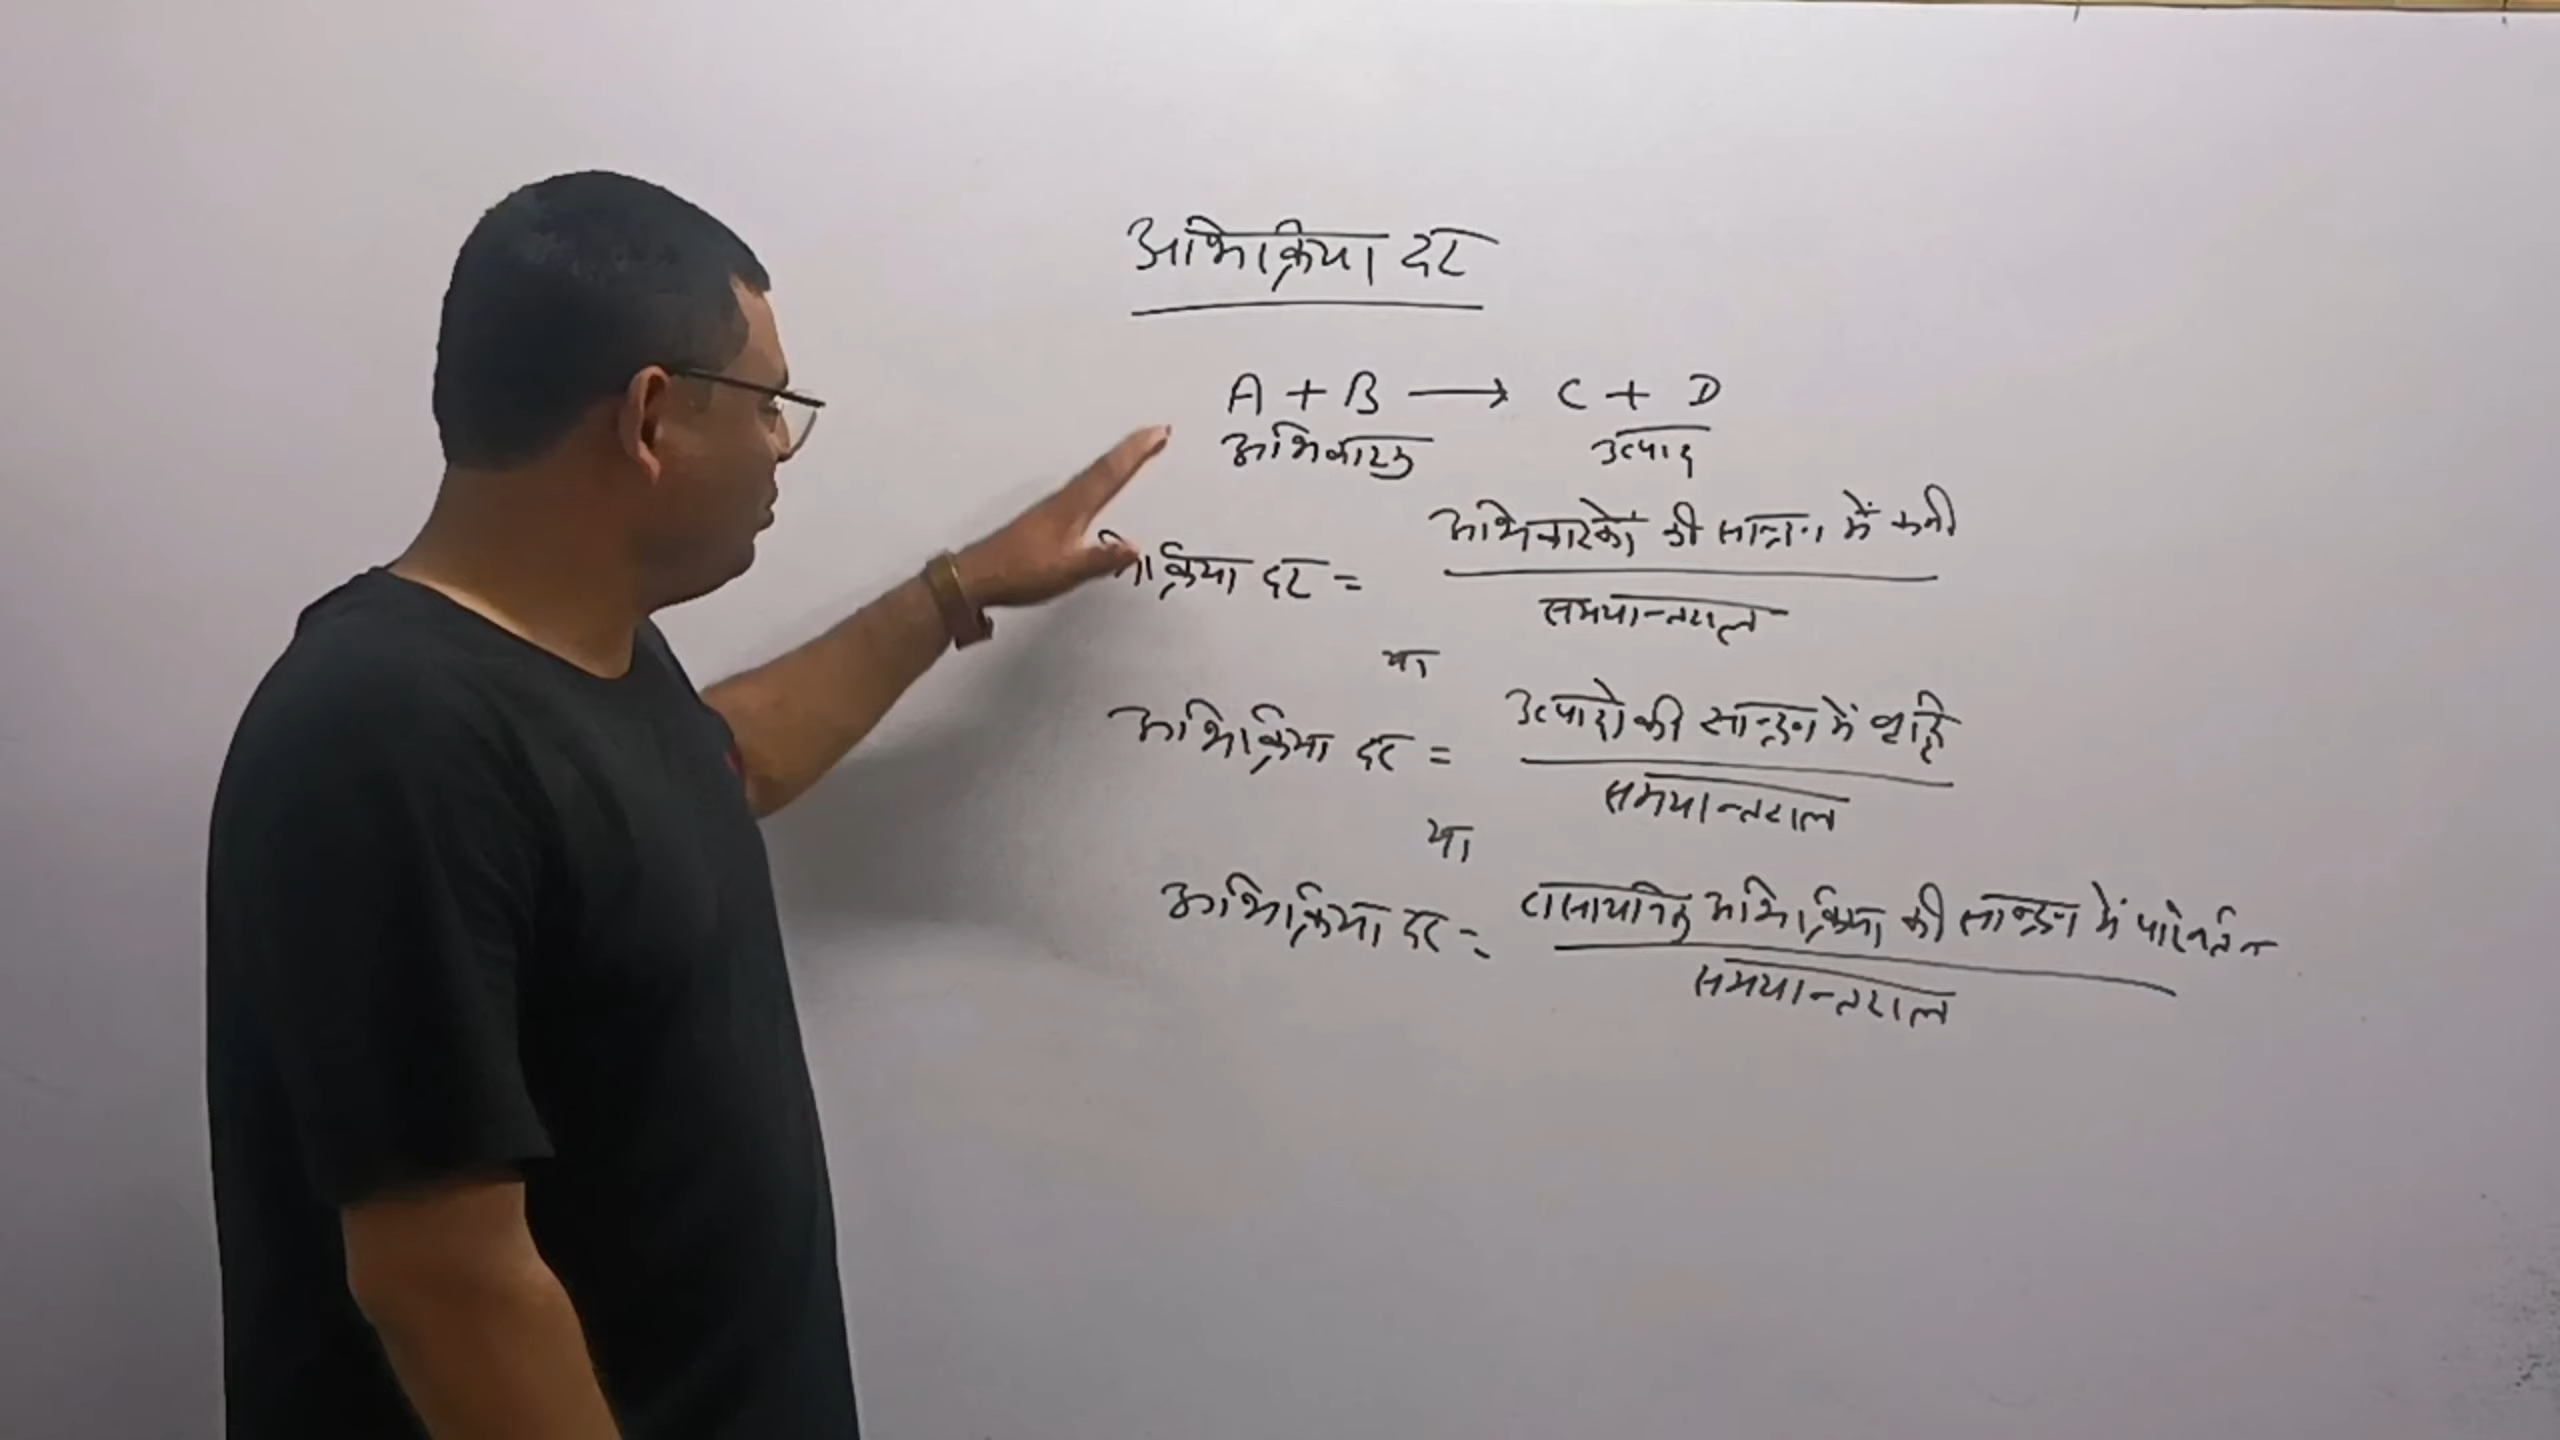 अभिक्रिया दर
A + B ⟶ C + D
अभिकारक उत्पाद
अभिकारकों की सान्द्रता में कमी
भिक्रिया दर =
समयान्तराल
या
उत्पादों की सान्द्रता में वृद्धि
अभिक्रिया दर =
समयान्तराल
या
रासायनिक अभिक्रिया की सान्द्रता में परिवर्तन
अभिक्रिया दर =
समयान्तराल